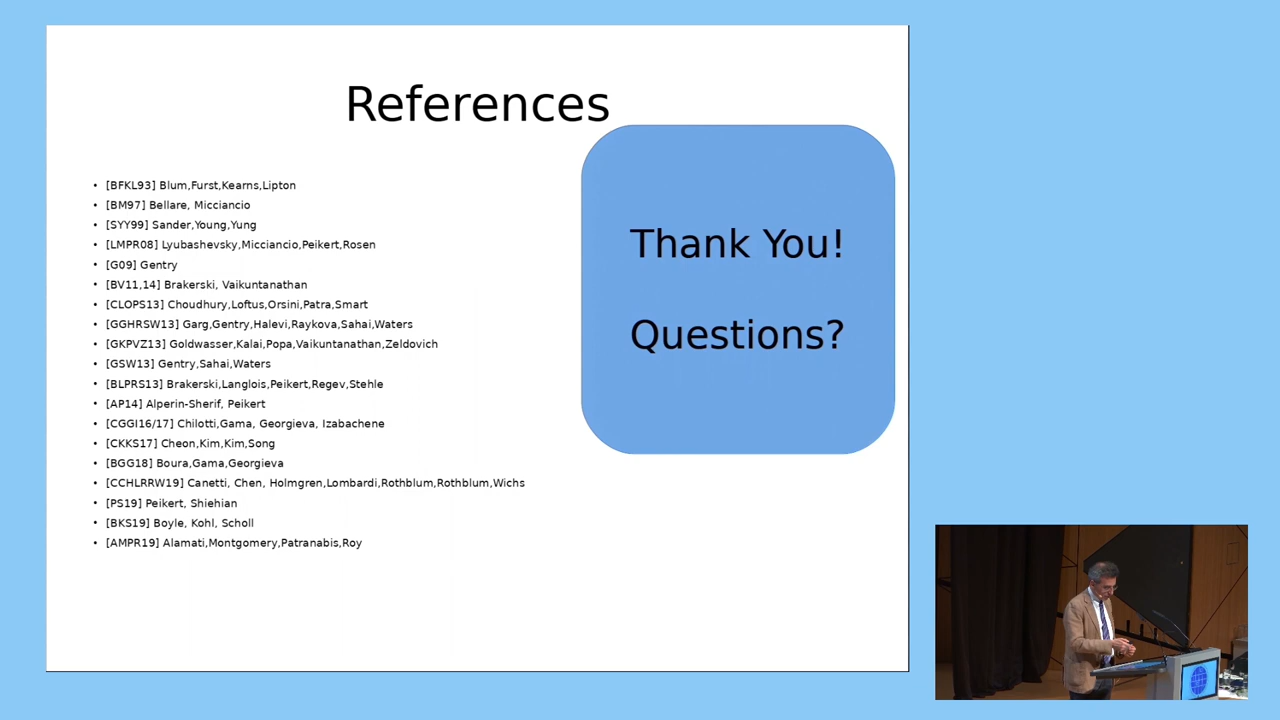 References
• [BFKL93] Blum,Furst,Kearns,Lipton
• [BM97] Bellare, Micciancio
• [SYY99] Sander,Young,Yung
• [LMPR08] Lyubashevsky,Micciancio,Peikert,Rosen
• [G09] Gentry
• [BV11,14] Brakerski, Vaikuntanathan
• [CLOPS13] Choudhury,Loftus,Orsini,Patra,Smart
• [GGHRSW13] Garg,Gentry,Halevi,Raykova,Sahai,Waters
• [GKPVZ13] Goldwasser,Kalai,Popa,Vaikuntanathan,Zeldovich
• [GSW13] Gentry,Sahai,Waters
• [BLPRS13] Brakerski,Langlois,Peikert,Regev,Stehle
• [AP14] Alperin-Sherif, Peikert
• [CGGI16/17] Chilotti,Gama, Georgieva, Izabachene
• [CKKS17] Cheon,Kim,Kim,Song
• [BGG18] Boura,Gama,Georgieva
• [CCHLRRW19] Canetti, Chen, Holmgren,Lombardi,Rothblum,Rothblum,Wichs
• [PS19] Peikert, Shiehian
• [BKS19] Boyle, Kohl, Scholl
• [AMPR19] Alamati,Montgomery,Patranabis,Roy
Thank You!
Questions?